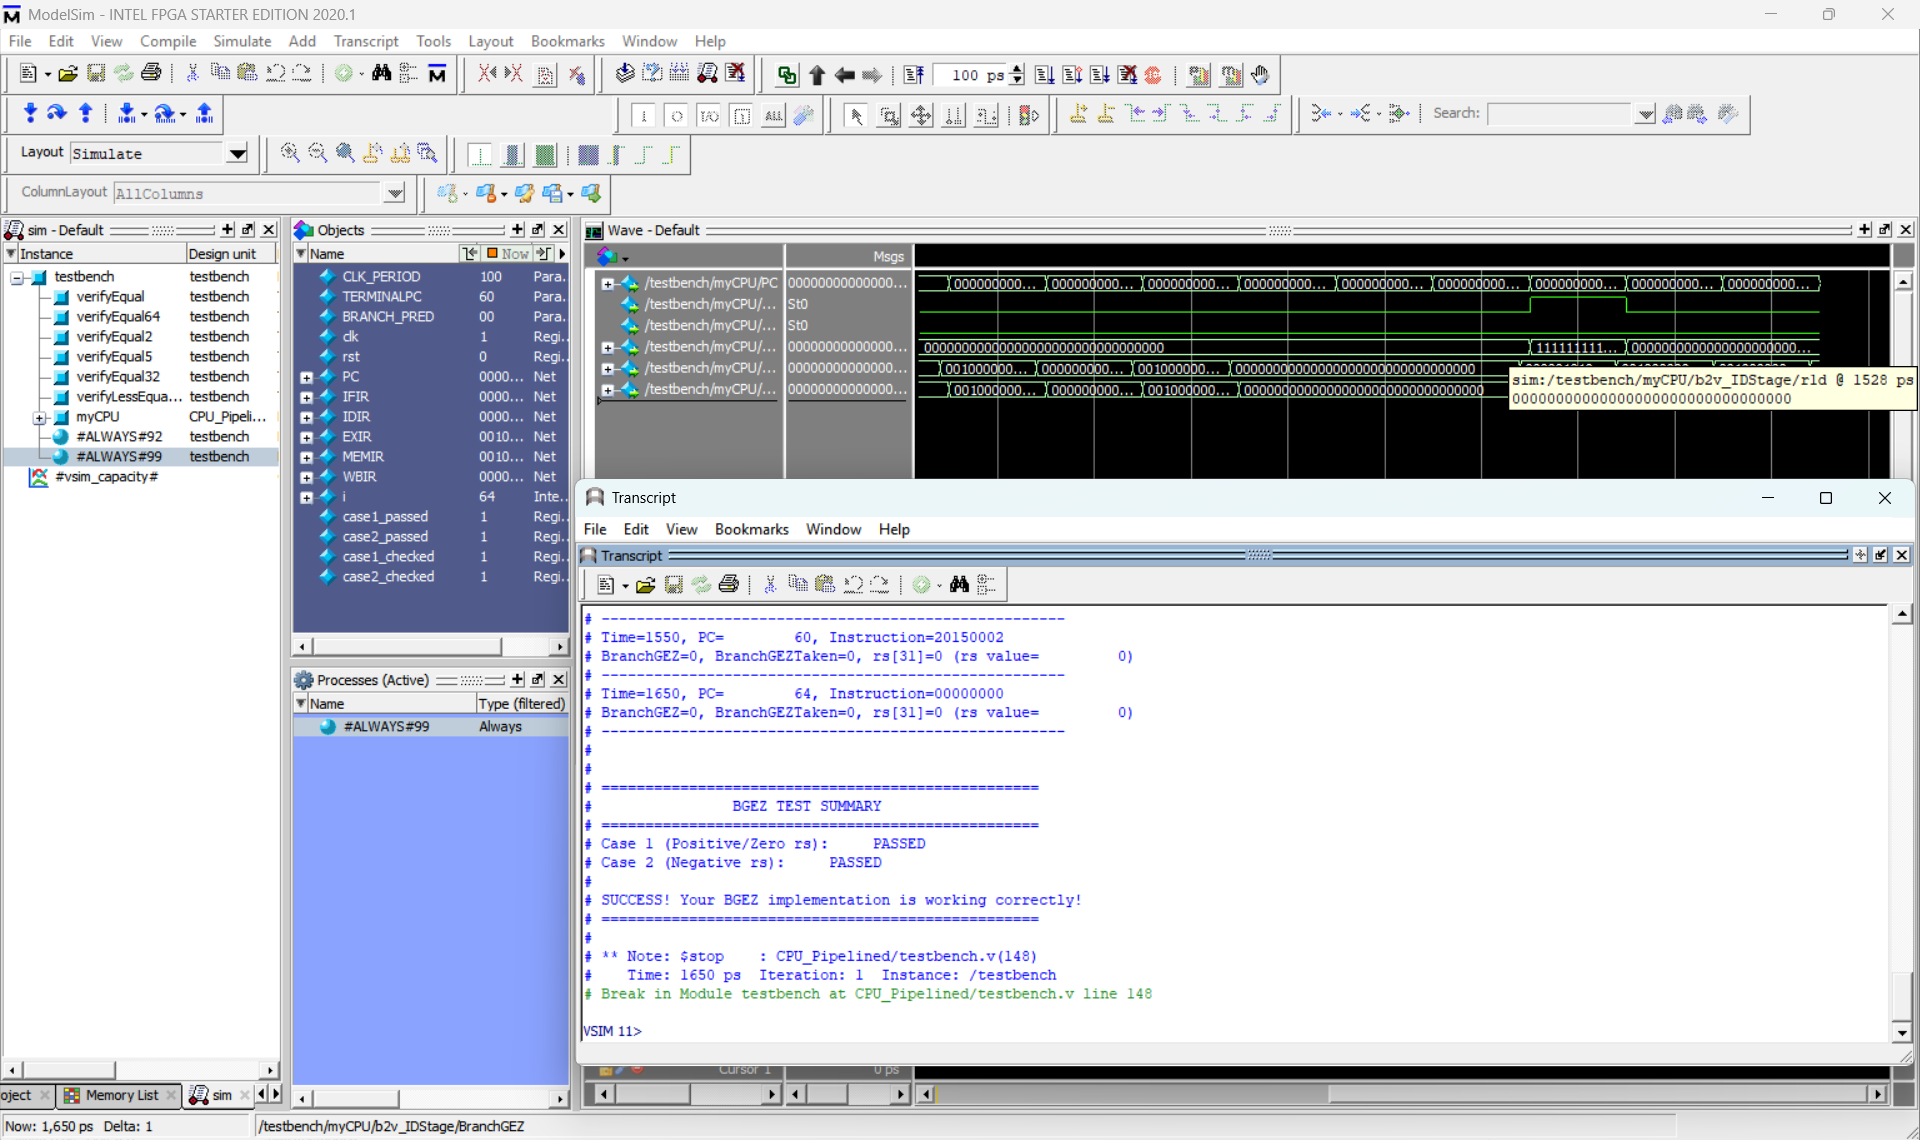 ModelSim - INTEL FPGA STARTER EDITION 2020.1
File Edit View Compile Simulate Add Transcript Tools Layout Bookmarks Window Help
100 ps
Search:
Layout Simulate
ColumnLayout AllColumns
sim - Default
Instance Design unit
testbench testbench
verifyEqual testbench
verifyEqual64 testbench
verifyEqual2 testbench
verifyEqual5 testbench
verifyEqual32 testbench
verifyLessEqua... testbench
myCPU CPU_Pipeli...
#ALWAYS#92 testbench
#ALWAYS#99 testbench
#vsim_capacity#
Objects
Name Now
CLK_PERIOD 100 Para.
TERMINALPC 60 Para.
BRANCH_PRED 00 Para.
clk 1 Regi..
rst 0 Regi..
PC 0000... Net
IFIR 0000... Net
IDIR 0000... Net
EXIR 0010... Net
MEMIR 0010... Net
WBIR 0000... Net
i 64 Inte..
case1_passed 1 Regi..
case2_passed 1 Regi..
case1_checked 1 Regi..
case2_checked 1 Regi..
Processes (Active)
Name Type (filtered)
#ALWAYS#99 Always
Wave - Default
Msgs
/testbench/myCPU/PC 00000000000000... 000000000... 000000000... 000000000... 000000000... 000000000... 000000000... 000000000... 000000000... 000000000...
/testbench/myCPU/... St0
/testbench/myCPU/... St0
/testbench/myCPU/... 00000000000000... 00000000000000000000000000000000 111111111... 0000000000000000000000...
/testbench/myCPU/... 00000000000000... 001000000... 000000000... 001000000... 00000000000000000000000000000000
/testbench/myCPU/... 00000000000000... 001000000... 000000000... 001000000... 00000000000000000000000000000000
sim:/testbench/myCPU/b2v_IDStage/rld @ 1528 ps
00000000000000000000000000000000
Transcript
File Edit View Bookmarks Window Help
Transcript
# -----------------------------------------------------
# Time=1550, PC= 60, Instruction=20150002
# BranchGEZ=0, BranchGEZTaken=0, rs[31]=0 (rs value= 0)
# -----------------------------------------------------
# Time=1650, PC= 64, Instruction=00000000
# BranchGEZ=0, BranchGEZTaken=0, rs[31]=0 (rs value= 0)
# -----------------------------------------------------
#
#
# ==================================================
# BGEZ TEST SUMMARY
# ==================================================
# Case 1 (Positive/Zero rs): PASSED
# Case 2 (Negative rs): PASSED
#
# SUCCESS! Your BGEZ implementation is working correctly!
# ==================================================
#
# ** Note: $stop : CPU_Pipelined/testbench.v(148)
# Time: 1650 ps Iteration: 1 Instance: /testbench
# Break in Module testbench at CPU_Pipelined/testbench.v line 148
VSIM 11>
Cursor 1 0 ps
oject Memory List sim
Now: 1,650 ps Delta: 1 /testbench/myCPU/b2v_IDStage/BranchGEZ